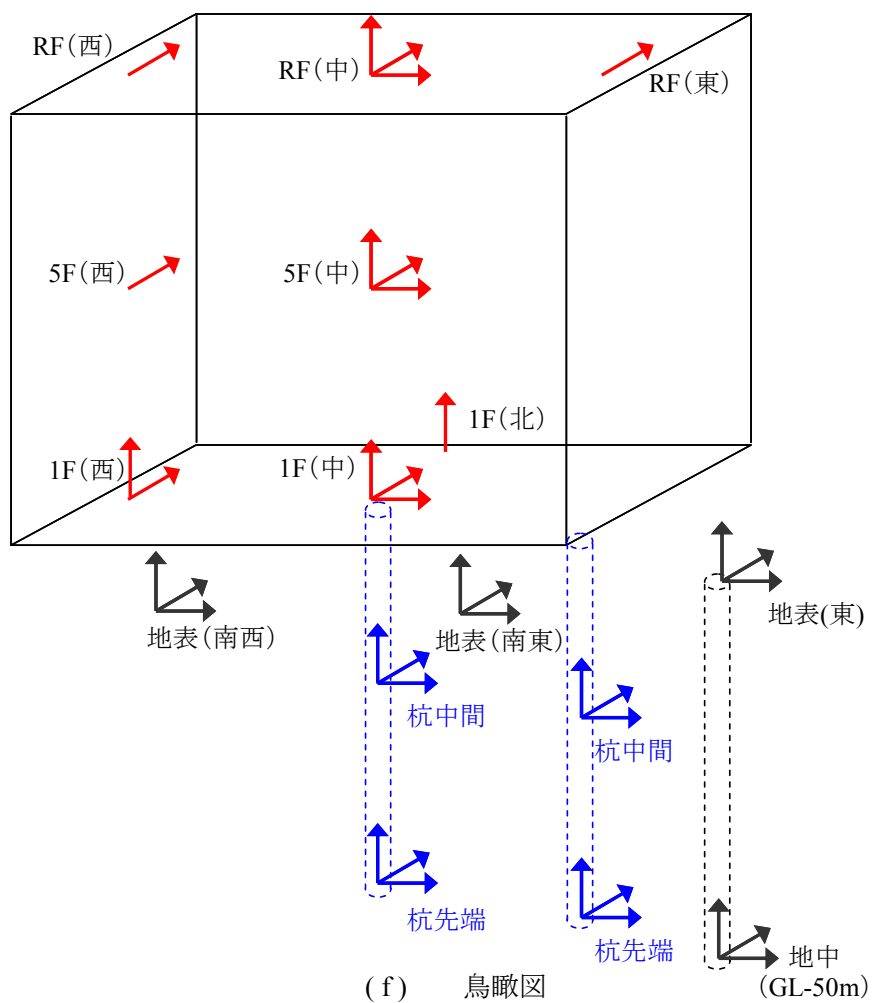 RF（西）
RF（中）
RF（東）
5F（西）
5F（中）
1F（北）
1F（西）
1F（中）
地表（南西）
地表（南東）
地表(東)
杭中間
杭中間
杭先端
杭先端
地中
（GL-50m）
( f )　鳥瞰図